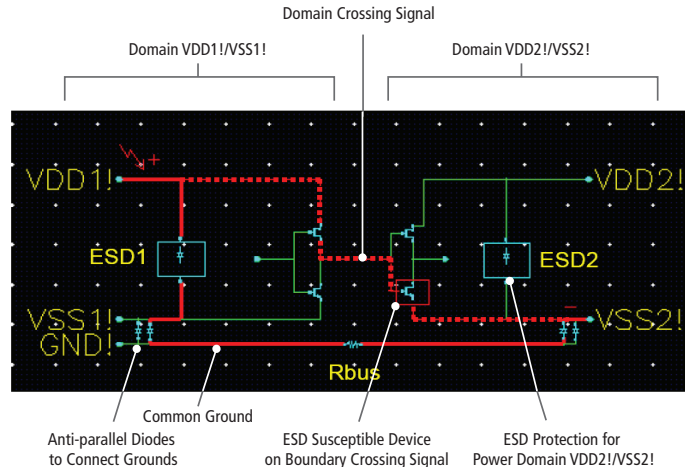 Domain Crossing Signal
Domain VDD1!/VSS1!
Domain VDD2!/VSS2!
+
VDD1!
VDD2!
ESD1
ESD2
–
VSS1!
VSS2!
GND!
Rbus
Common Ground
Anti-parallel Diodes
to Connect Grounds
ESD Susceptible Device
on Boundary Crossing Signal
ESD Protection for
Power Domain VDD2!/VSS2!